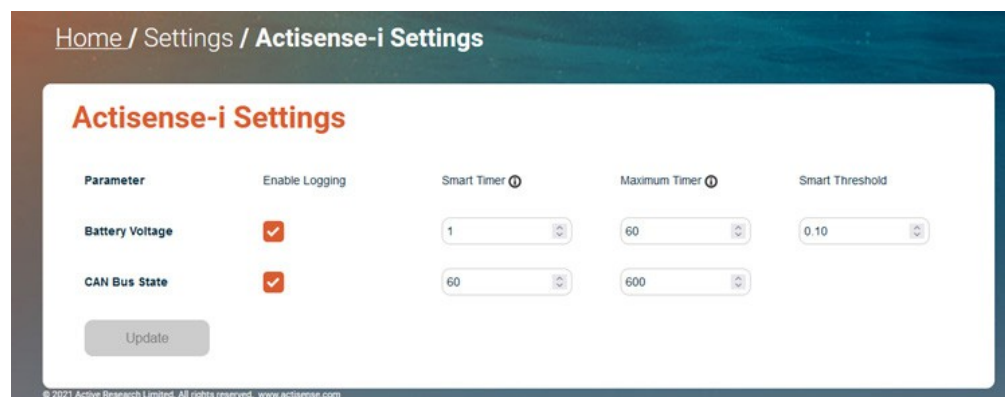 Home / Settings / Actisense-i Settings
Actisense-i Settings
Parameter Enable Logging Smart Timer Maximum Timer Smart Threshold
Battery Voltage 1 60 0.10
CAN Bus State 60 600
Update
© 2021 Active Research Limited. All rights reserved. www.actisense.com